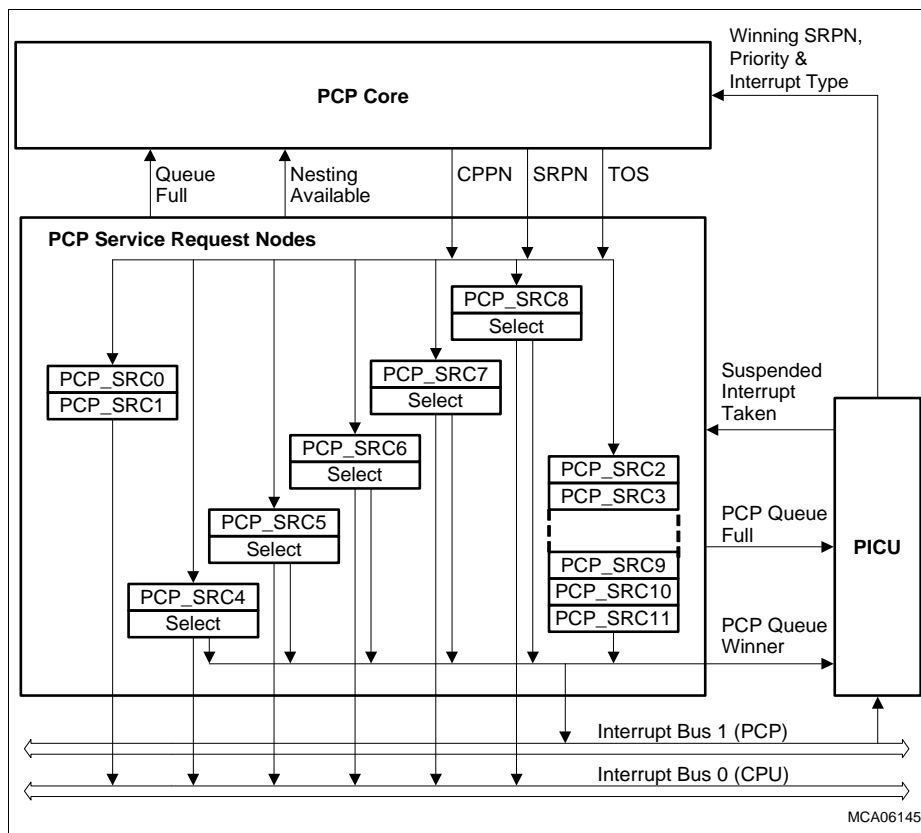 Winning SRPN,
Priority &
Interrupt Type
PCP Core
Queue
Full
Nesting
Available
CPPN
SRPN
TOS
PCP Service Request Nodes
PCP_SRC8
Select
PCP_SRC0
PCP_SRC1
PCP_SRC7
Select
Suspended
Interrupt
Taken
PCP_SRC6
Select
PCP_SRC2
PCP_SRC3
PCP_SRC5
Select
PCP Queue
Full
PICU
PCP_SRC9
PCP_SRC10
PCP_SRC11
PCP_SRC4
Select
PCP Queue
Winner
Interrupt Bus 1 (PCP)
Interrupt Bus 0 (CPU)
MCA06145